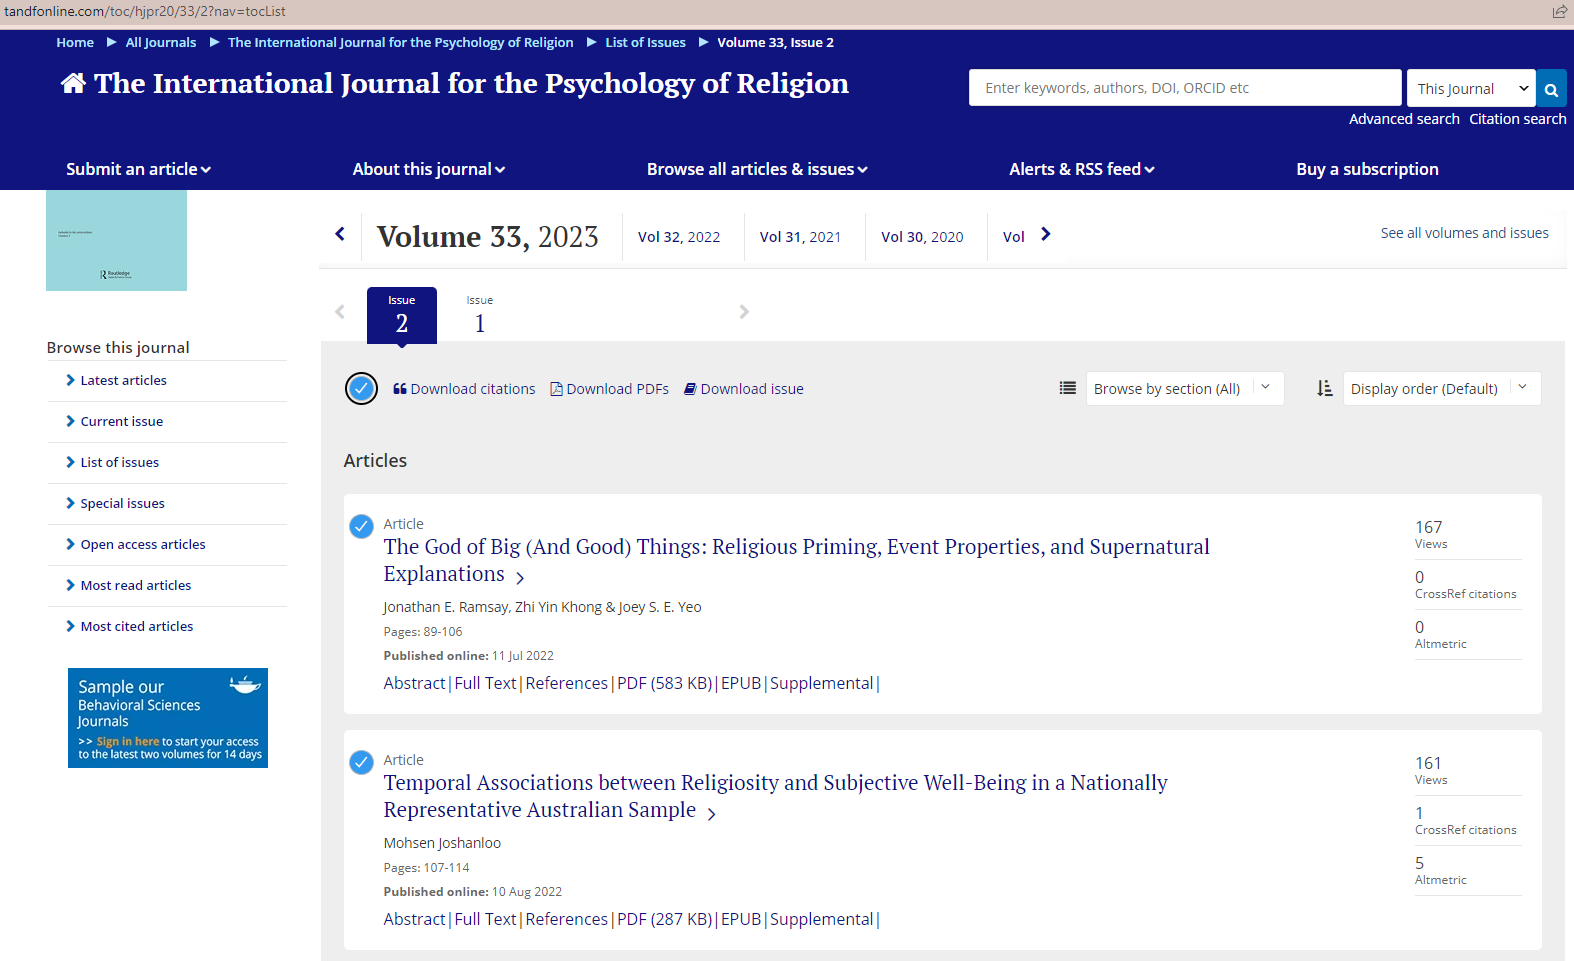 tandfonline.com/toc/hjpr20/33/2?nav=tocList
Home ▶ All Journals ▶ The International Journal for the Psychology of Religion ▶ List of Issues ▶ Volume 33, Issue 2
The International Journal for the Psychology of Religion
Enter keywords, authors, DOI, ORCID etc
This Journal
Advanced search Citation search
Submit an article
About this journal
Browse all articles & issues
Alerts & RSS feed
Buy a subscription
Routledge
Volume 33, 2023
Vol 32, 2022
Vol 31, 2021
Vol 30, 2020
Vol
See all volumes and issues
Issue
2
Issue
1
Browse this journal
Latest articles
Current issue
List of issues
Special issues
Open access articles
Most read articles
Most cited articles
Sample our
Behavioral Sciences
Journals
>> Sign in here to start your access
to the latest two volumes for 14 days
Download citations
Download PDFs
Download issue
Browse by section (All)
Display order (Default)
Articles
Article
The God of Big (And Good) Things: Religious Priming, Event Properties, and Supernatural
Explanations
Jonathan E. Ramsay, Zhi Yin Khong & Joey S. E. Yeo
Pages: 89-106
Published online: 11 Jul 2022
Abstract|Full Text|References|PDF (583 KB)|EPUB|Supplemental|
167
Views
0
CrossRef citations
0
Altmetric
Article
Temporal Associations between Religiosity and Subjective Well-Being in a Nationally
Representative Australian Sample
Mohsen Joshanloo
Pages: 107-114
Published online: 10 Aug 2022
Abstract|Full Text|References|PDF (287 KB)|EPUB|Supplemental|
161
Views
1
CrossRef citations
5
Altmetric